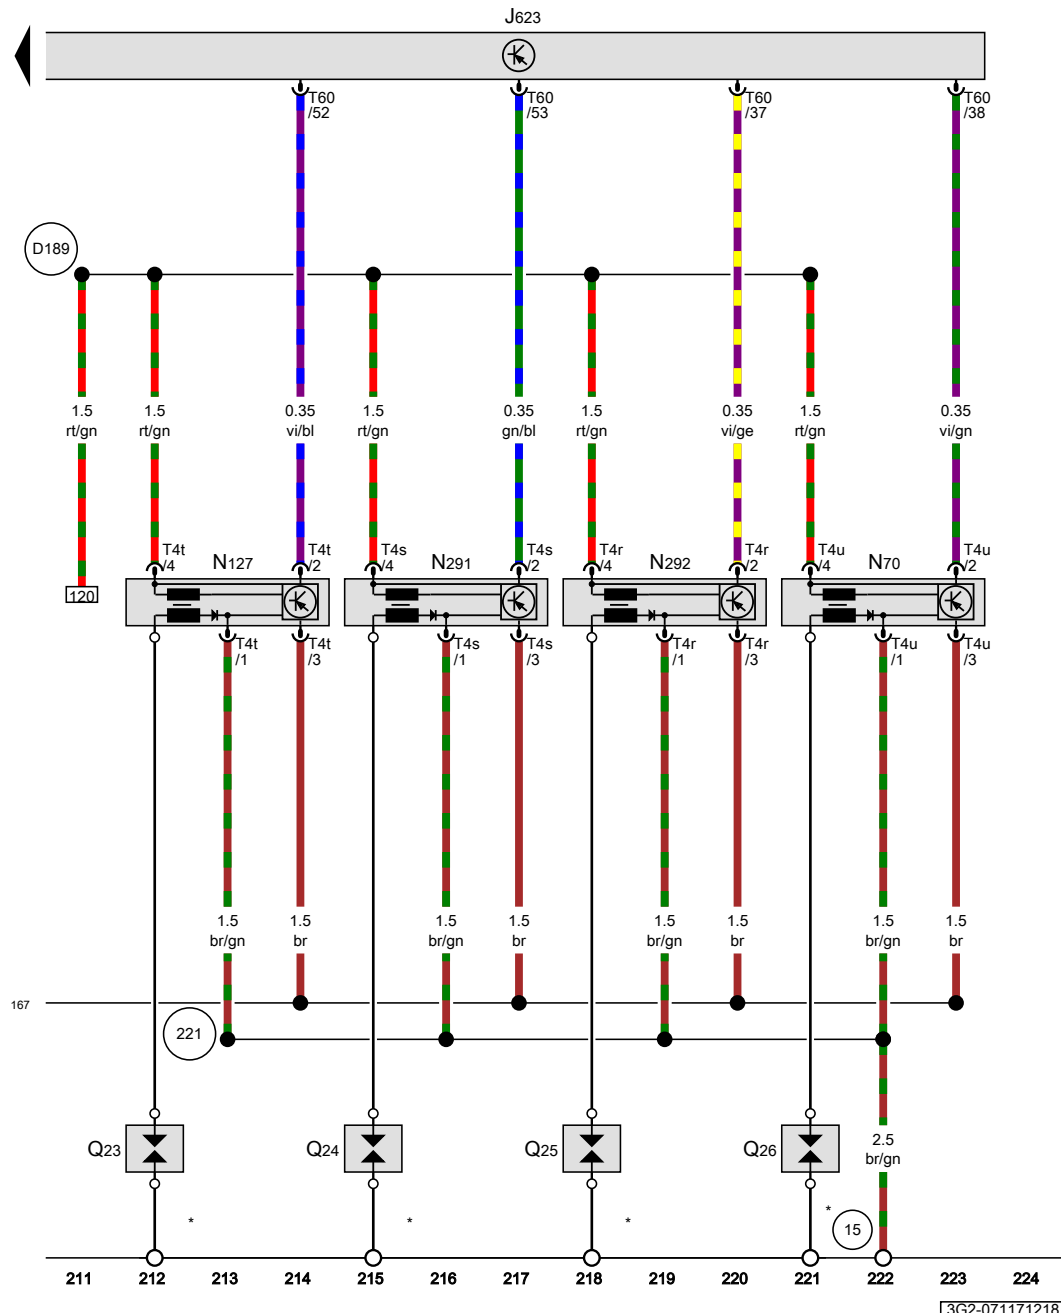 J623
T60 T60 T60 T60
/52 /53 /37 /38
D189
1.5 1.5 0.35 1.5 0.35 1.5 0.35 1.5 0.35
rt/gn rt/gn vi/bl rt/gn gn/bl rt/gn vi/ge rt/gn vi/gn
T4t N127 T4t T4s N291 T4s T4r N292 T4r T4u N70 T4u
/4 /2 /4 /2 /4 /2 /4 /2
120
T4t T4t T4s T4s T4r T4r T4u T4u
/1 /3 /1 /3 /1 /3 /1 /3
1.5 1.5 1.5 1.5 1.5 1.5 1.5 1.5
br/gn br br/gn br br/gn br br/gn br
167
221
Q23 Q24 Q25 Q26
2.5
br/gn
* * * *
15
211 212 213 214 215 216 217 218 219 220 221 222 223 224
3G2-071171218